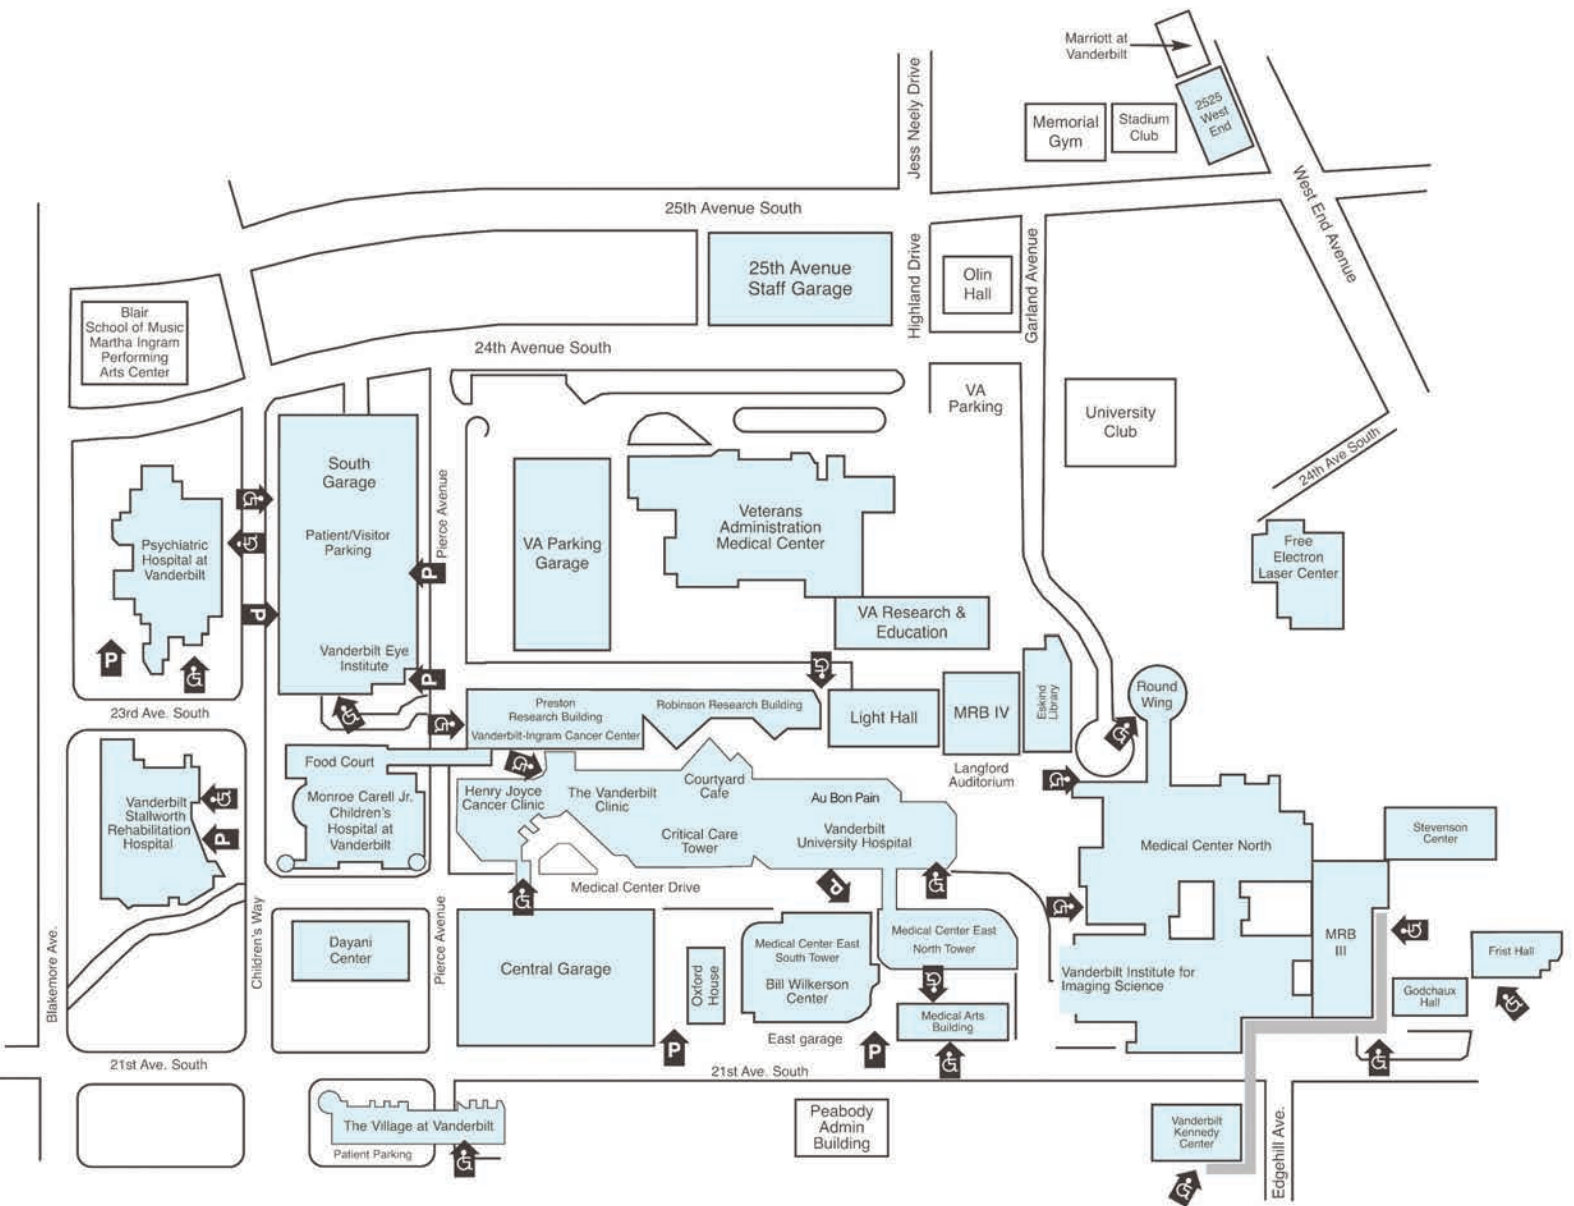 Marriott at
Vanderbilt
2525
West
End
Memorial
Gym
Stadium
Club
Jess Neely Drive
West End Avenue
25th Avenue South
25th Avenue
Staff Garage
Highland Drive
Olin
Hall
Garland Avenue
Blair
School of Music
Martha Ingram
Performing
Arts Center
24th Avenue South
VA
Parking
University
Club
24th Ave South
South
Garage
Patient/Visitor
Parking
Pierce Avenue
Psychiatric
Hospital at
Vanderbilt
VA Parking
Garage
Veterans
Administration
Medical Center
Free
Electron
Laser Center
P
P
VA Research &
Education
Vanderbilt Eye
Institute
P
P
23rd Ave. South
Preston
Research Building
Vanderbilt-Ingram Cancer Center
Robinson Research Building
Light Hall
MRB IV
Eskind
Library
Round
Wing
Langford
Auditorium
Food Court
Monroe Carell Jr.
Children's
Hospital at
Vanderbilt
Henry Joyce
Cancer Clinic
The Vanderbilt
Clinic
Courtyard
Cafe
Au Bon Pain
Critical Care
Tower
Vanderbilt
University Hospital
Vanderbilt
Stallworth
Rehabilitation
Hospital
P
Medical Center North
Stevenson
Center
Medical Center Drive
P
Blakemore Ave.
Children's Way
Dayani
Center
Pierce Avenue
Central Garage
Oxford
House
Medical Center East
South Tower
Bill Wilkerson
Center
Medical Center East
North Tower
Vanderbilt Institute for
Imaging Science
MRB
III
Frist Hall
Godchaux
Hall
Medical Arts
Building
East garage
P
P
21st Ave. South
21st Ave. South
The Village at Vanderbilt
Patient Parking
Peabody
Admin
Building
Vanderbilt
Kennedy
Center
Edgehill Ave.